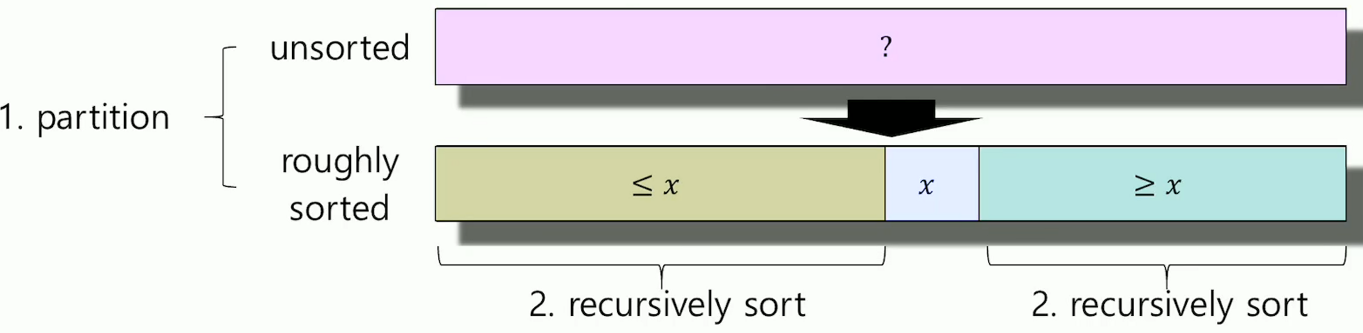 unsorted
?
1. partition
roughly
sorted
≤ x
x
≥ x
2. recursively sort
2. recursively sort